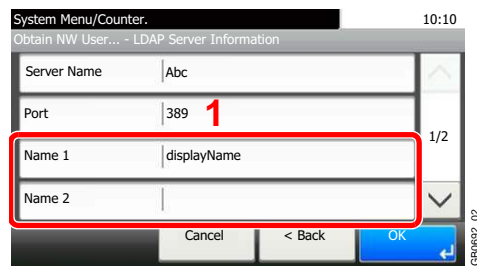 System Menu/Counter. 10:10
Obtain NW User... - LDAP Server Information
Server Name Abc
Port 389 1
1/2
Name 1 displayName
Name 2
Cancel < Back OK
GB0692_02